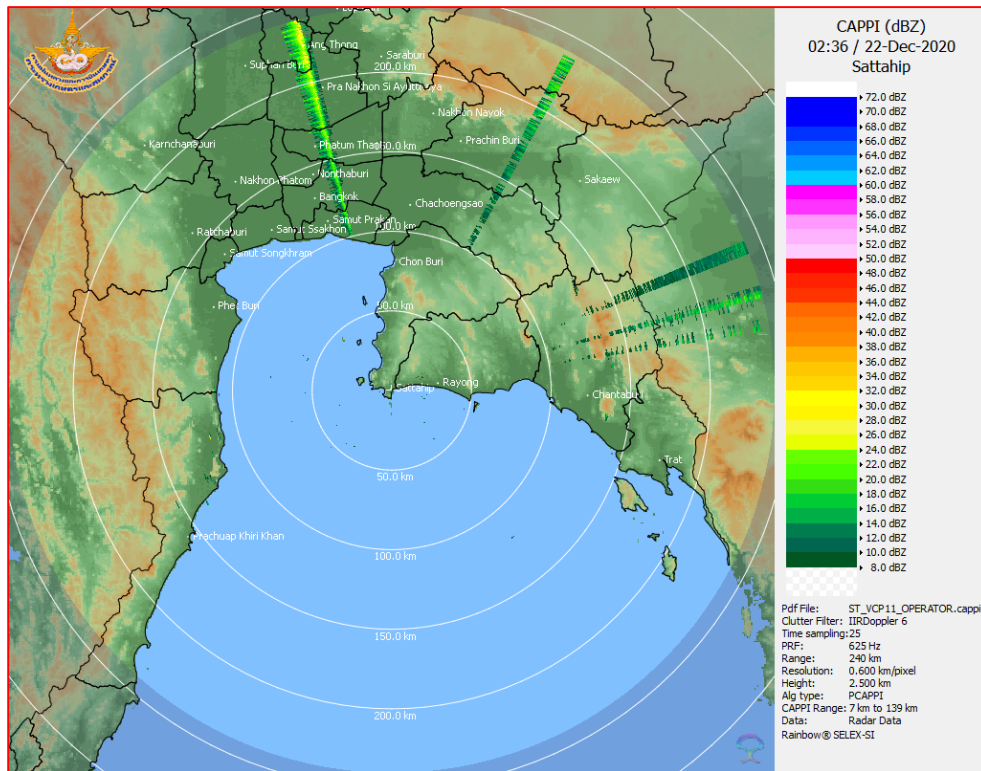 CAPPI (dBZ)
02:36 / 22-Dec-2020
Sattahip
72.0 dBZ
70.0 dBZ
68.0 dBZ
66.0 dBZ
64.0 dBZ
62.0 dBZ
60.0 dBZ
58.0 dBZ
56.0 dBZ
54.0 dBZ
52.0 dBZ
50.0 dBZ
48.0 dBZ
46.0 dBZ
44.0 dBZ
42.0 dBZ
40.0 dBZ
38.0 dBZ
36.0 dBZ
34.0 dBZ
32.0 dBZ
30.0 dBZ
28.0 dBZ
26.0 dBZ
24.0 dBZ
22.0 dBZ
20.0 dBZ
18.0 dBZ
16.0 dBZ
14.0 dBZ
12.0 dBZ
10.0 dBZ
8.0 dBZ
Pdf File: ST_VCP11_OPERATOR.cappi
Clutter Filter: IIRDoppler 6
Time sampling:25
PRF: 625 Hz
Range: 240 km
Resolution: 0.600 km/pixel
Height: 2.500 km
Alg type: PCAPPI
CAPPI Range: 7 km to 139 km
Data: Radar Data
Rainbow® SELEX-SI
Ang Thong
Saraburi
Suphan Buri
200.0 km
Pra Nakhon Si Ayuttraya
Nakhon Nayok
Karnchanaburi
Phatum Thani
Prachin Buri
Nonthaburi
Nakhon Phatom
Sakaew
Bangkok
Chachoengsao
Samut Prakan
100.0 km
Ratchaburi
Samut Ssakhon
Samut Songkhram
Chon Buri
Phet Buri
50.0 km
Sattahip
Rayong
Chantaburi
Trat
50.0 km
Prachuap Khiri Khan
100.0 km
150.0 km
200.0 km